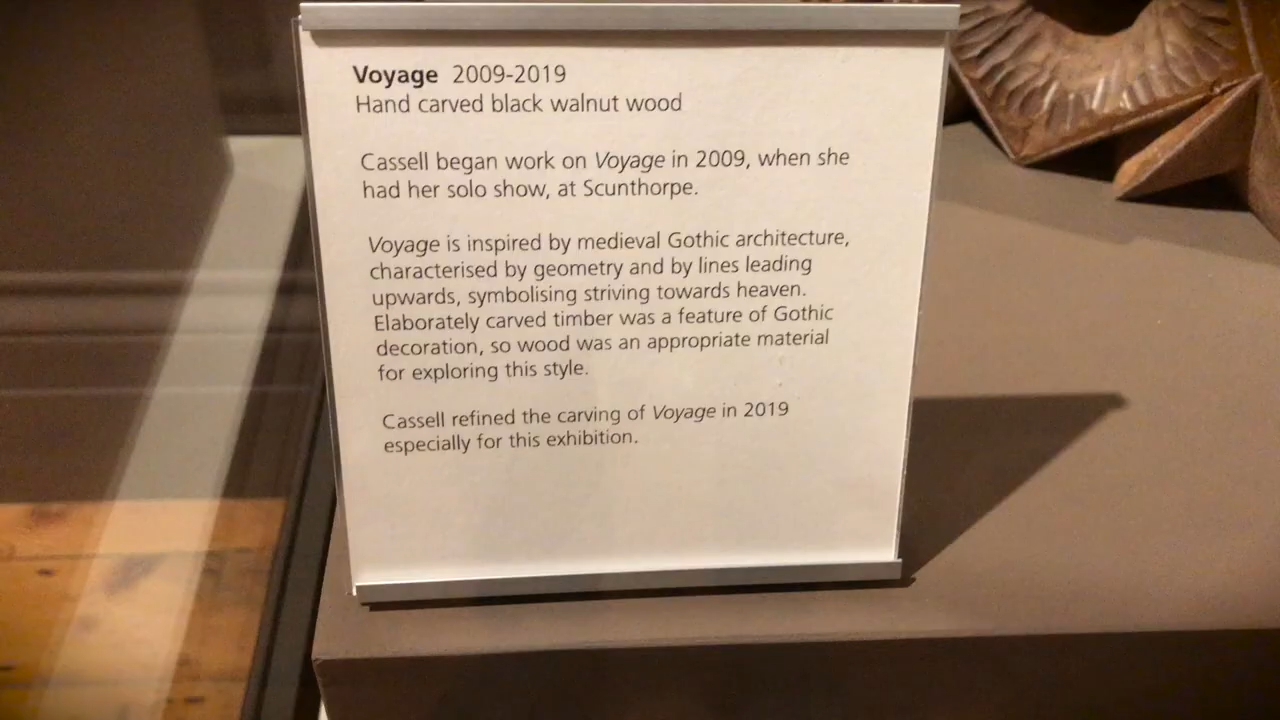 Voyage 2009-2019
Hand carved black walnut wood
Cassell began work on Voyage in 2009, when she
had her solo show, at Scunthorpe.
Voyage is inspired by medieval Gothic architecture,
characterised by geometry and by lines leading
upwards, symbolising striving towards heaven.
Elaborately carved timber was a feature of Gothic
decoration, so wood was an appropriate material
for exploring this style.
Cassell refined the carving of Voyage in 2019
especially for this exhibition.